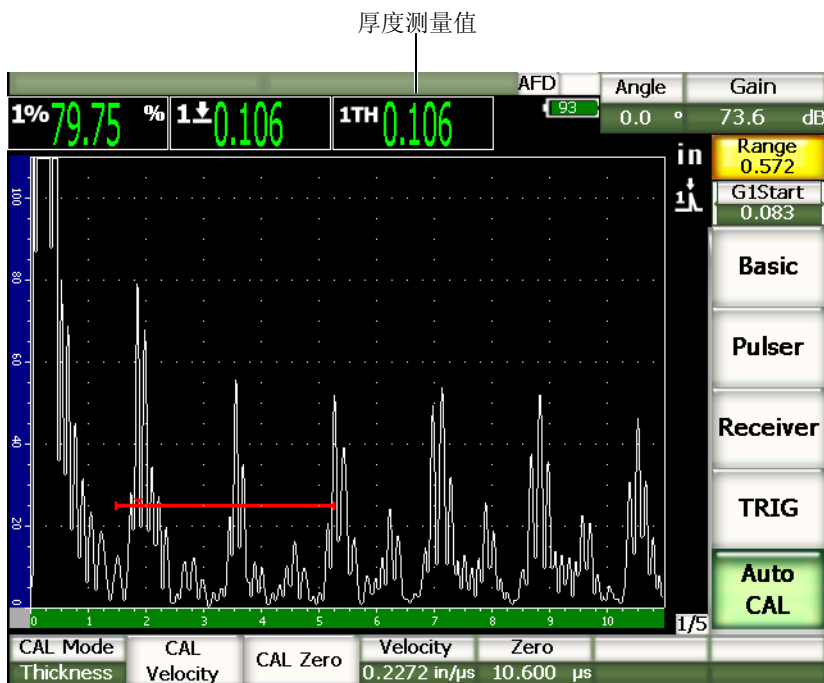 厚度测量值
AFD Angle Gain
1% 79.75 % 1 0.106 1TH 0.106 93 0.0 º 73.6 dB
in Range
0.572
1 G1Start
0.083
Basic
Pulser
Receiver
TRIG
Auto
CAL
100
80
60
40
20
0
0 1 2 3 4 5 6 7 8 9 10
1/5
CAL Mode CAL
Velocity CAL Zero Velocity Zero
Thickness 0.2272 in/µs 10.600 µs